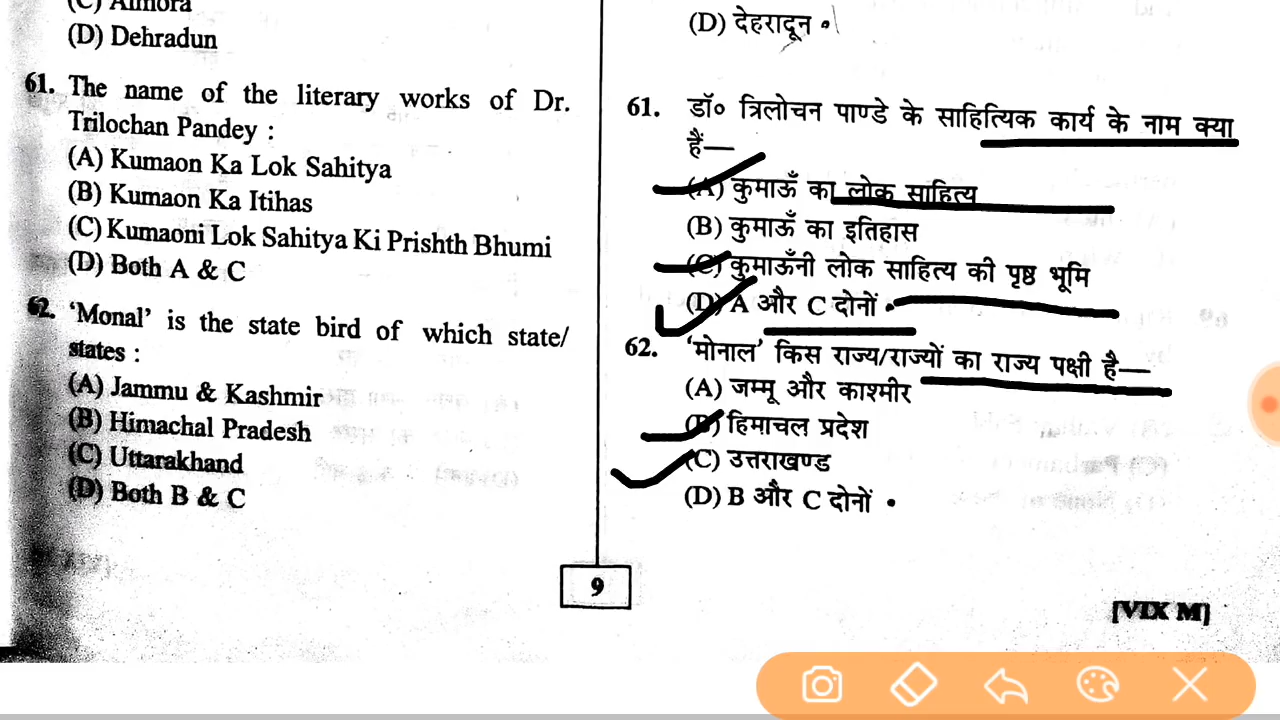 (C) Almora
(D) Dehradun
61. The name of the literary works of Dr.
Trilochan Pandey :
(A) Kumaon Ka Lok Sahitya
(B) Kumaon Ka Itihas
(C) Kumaoni Lok Sahitya Ki Prishth Bhumi
(D) Both A & C
62. ‘Monal’ is the state bird of which state/
states :
(A) Jammu & Kashmir
(B) Himachal Pradesh
(C) Uttarakhand
(D) Both B & C
(D) देहरादून
61. डॉ० त्रिलोचन पाण्डे के साहित्यिक कार्य के नाम क्या
हैं—
(A) कुमाऊँ का लोक साहित्य
(B) कुमाऊँ का इतिहास
(C) कुमाऊँनी लोक साहित्य की पृष्ठ भूमि
(D) A और C दोनों
62. ‘मोनाल’ किस राज्य/राज्यों का राज्य पक्षी है—
(A) जम्मू और काश्मीर
(B) हिमाचल प्रदेश
(C) उत्तराखण्ड
(D) B और C दोनों
9
[VIX M]